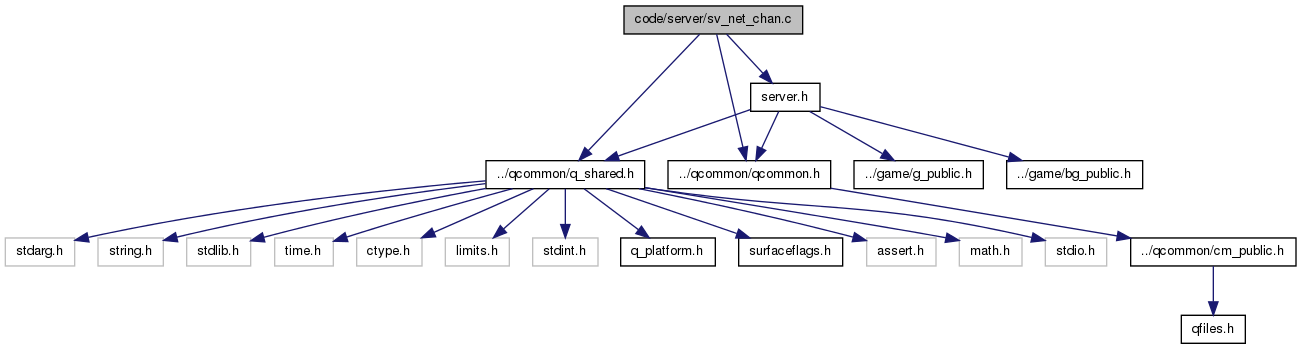 code/server/sv_net_chan.c
server.h
../qcommon/q_shared.h
../qcommon/qcommon.h
../game/g_public.h
../game/bg_public.h
stdarg.h
string.h
stdlib.h
time.h
ctype.h
limits.h
stdint.h
q_platform.h
surfaceflags.h
assert.h
math.h
stdio.h
../qcommon/cm_public.h
qfiles.h